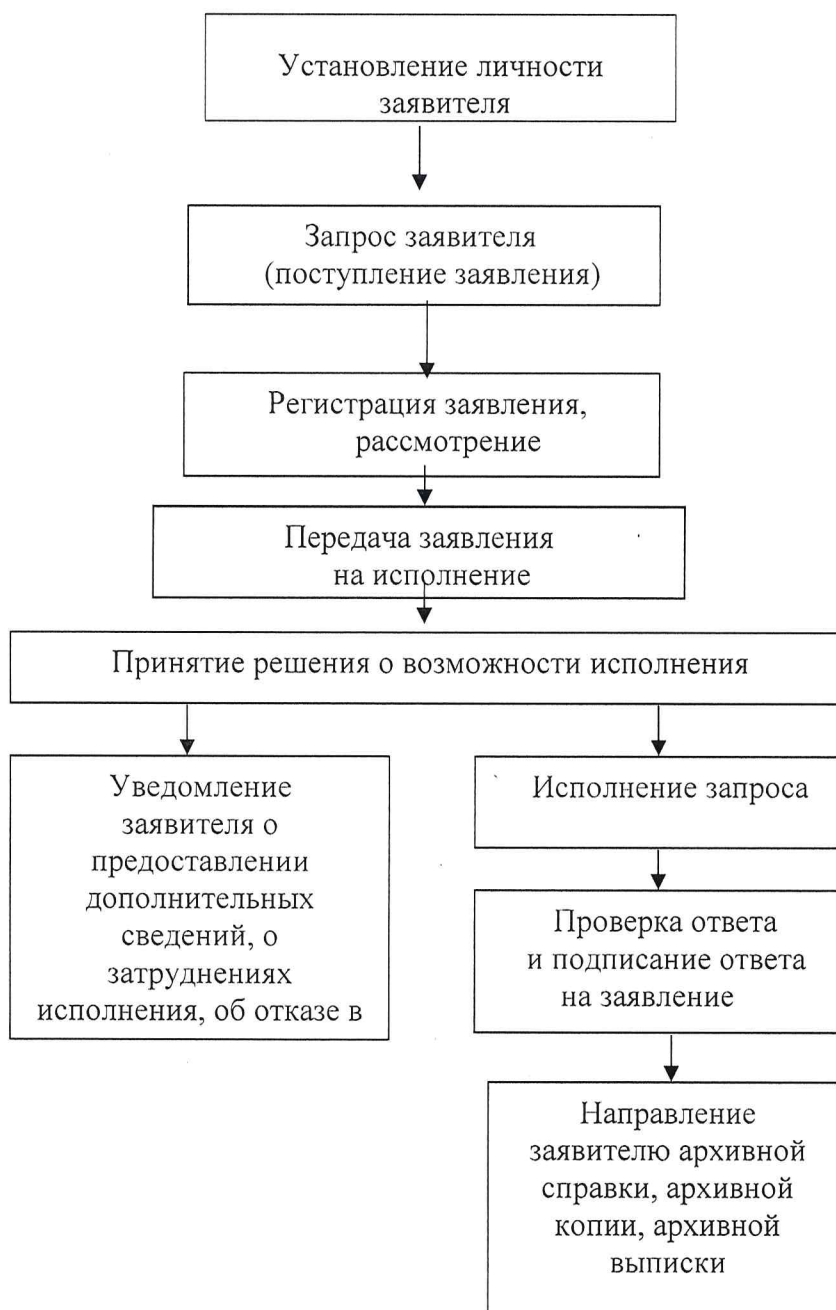 Установление личности
заявителя
Запрос заявителя
(поступление заявления)
Регистрация заявления,
рассмотрение
Передача заявления
на исполнение
Принятие решения о возможности исполнения
Уведомление
заявителя о
предоставлении
дополнительных
сведений, о
затруднениях
исполнения, об отказе в
Исполнение запроса
Проверка ответа
и подписание ответа
на заявление
Направление
заявителю архивной
справки, архивной
копии, архивной
выписки